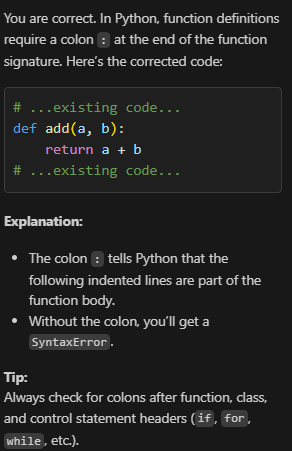 You are correct. In Python, function definitions
require a colon : at the end of the function
signature. Here's the corrected code:
# ...existing code...
def add(a, b):
    return a + b
# ...existing code...
Explanation:
• The colon : tells Python that the
following indented lines are part of the
function body.
• Without the colon, you'll get a
SyntaxError.
Tip:
Always check for colons after function, class,
and control statement headers (if, for,
while, etc.).